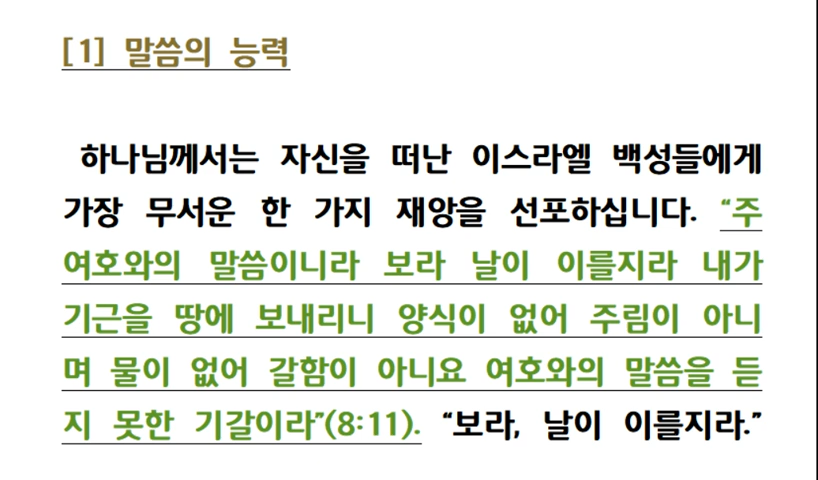 [1] 말씀의 능력
하나님께서는 자신을 떠난 이스라엘 백성들에게
가장 무서운 한 가지 재앙을 선포하십니다. “주
여호와의 말씀이니라 보라 날이 이를지라 내가
기근을 땅에 보내리니 양식이 없어 주림이 아니
며 물이 없어 갈함이 아니요 여호와의 말씀을 듣
지 못한 기갈이라”(8:11). “보라, 날이 이를지라.”